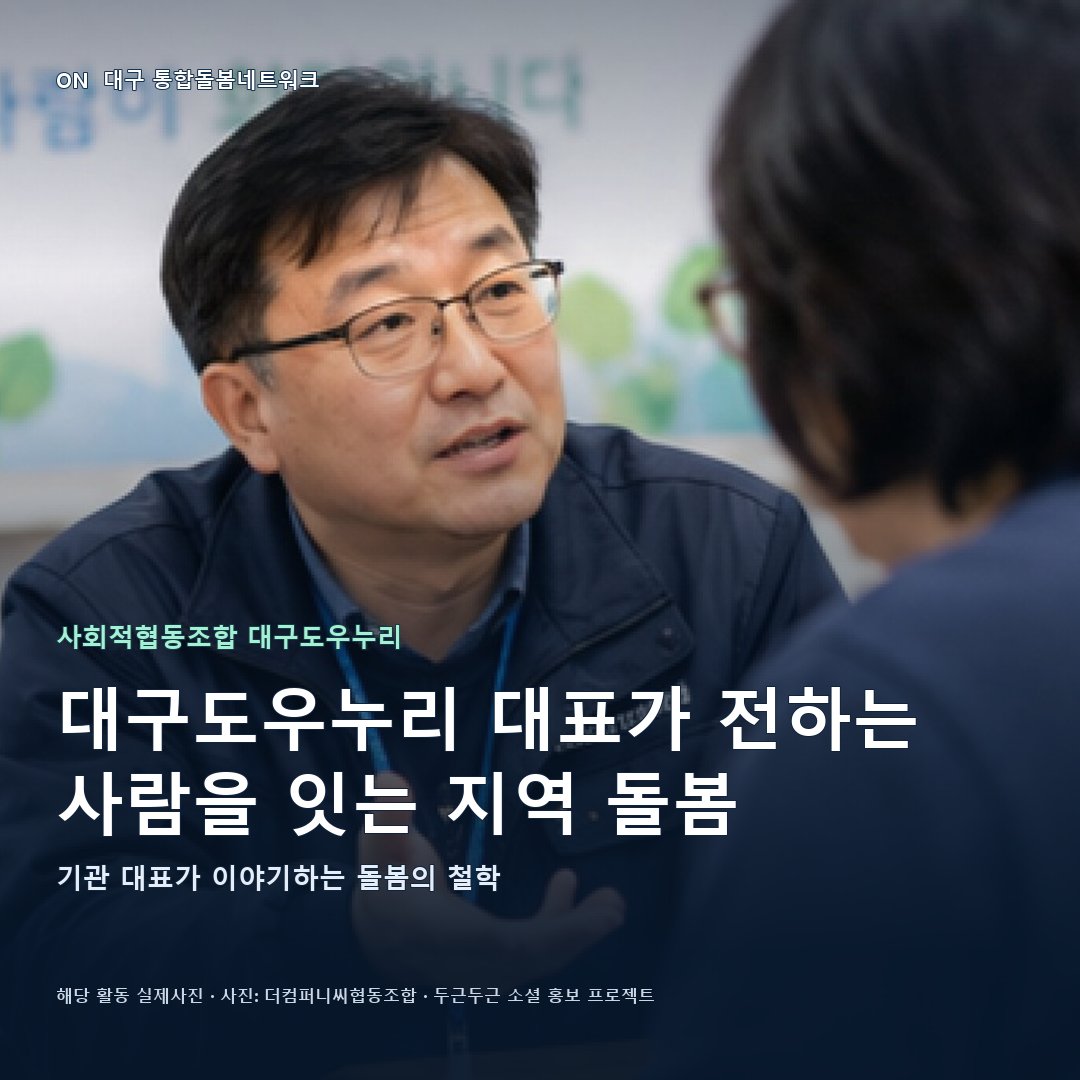 ON 대구 통합돌봄네트워크
사회적협동조합 대구도우누리
대구도우누리 대표가 전하는
사람을 잇는 지역 돌봄
기관 대표가 이야기하는 돌봄의 철학
해당 활동 실제사진 · 사진: 더컴퍼니씨협동조합 · 두근두근 소셜 홍보 프로젝트